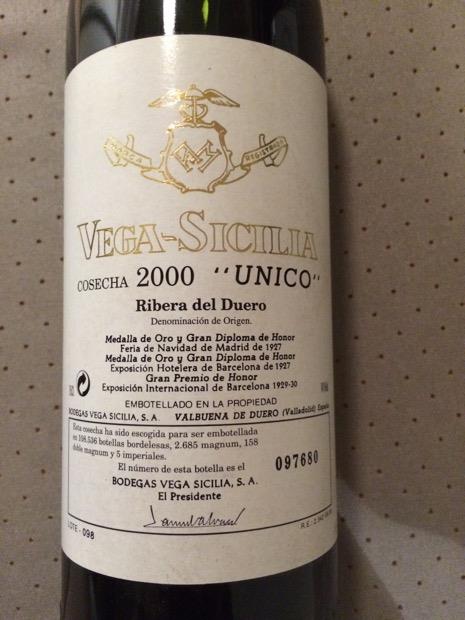 MARCA REGISTRADA
VEGA-SICILIA
COSECHA 2000 "UNICO"
Ribera del Duero
Denominación de Origen.
Medalla de Oro y Gran Diploma de Honor
Feria de Navidad de Madrid de 1927
Medalla de Oro y Gran Diploma de Honor
Exposición Hotelera de Barcelona de 1927
Gran Premio de Honor
Exposición Internacional de Barcelona 1929-30
EMBOTELLADO EN LA PROPIEDAD
BODEGAS VEGA SICILIA, S. A. VALBUENA DE DUERO (Valladolid) España
Esta cosecha ha sido escogida para ser embotellada
en 108.536 botellas bordelesas, 2.685 magnum, 158
doble magnum y 5 imperiales.
El número de esta botella es el 097680
BODEGAS VEGA SICILIA, S. A.
El Presidente
LOTE - 098